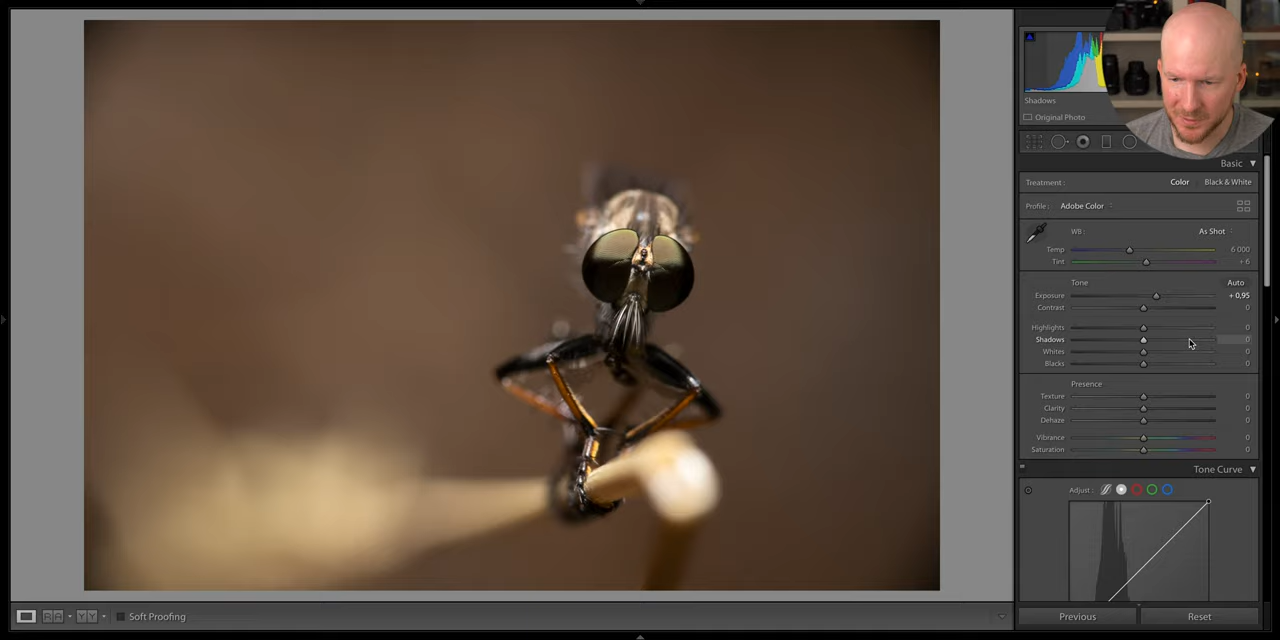 Shadows
Original Photo
Basic
Treatment : Color Black & White
Profile : Adobe Color
WB : As Shot
Temp 6 000
Tint + 6
Tone Auto
Exposure + 0,95
Contrast 0
Highlights 0
Shadows 0
Whites 0
Blacks 0
Presence
Texture 0
Clarity 0
Dehaze 0
Vibrance 0
Saturation 0
Tone Curve
Adjust :
Previous Reset
RA YY Soft Proofing